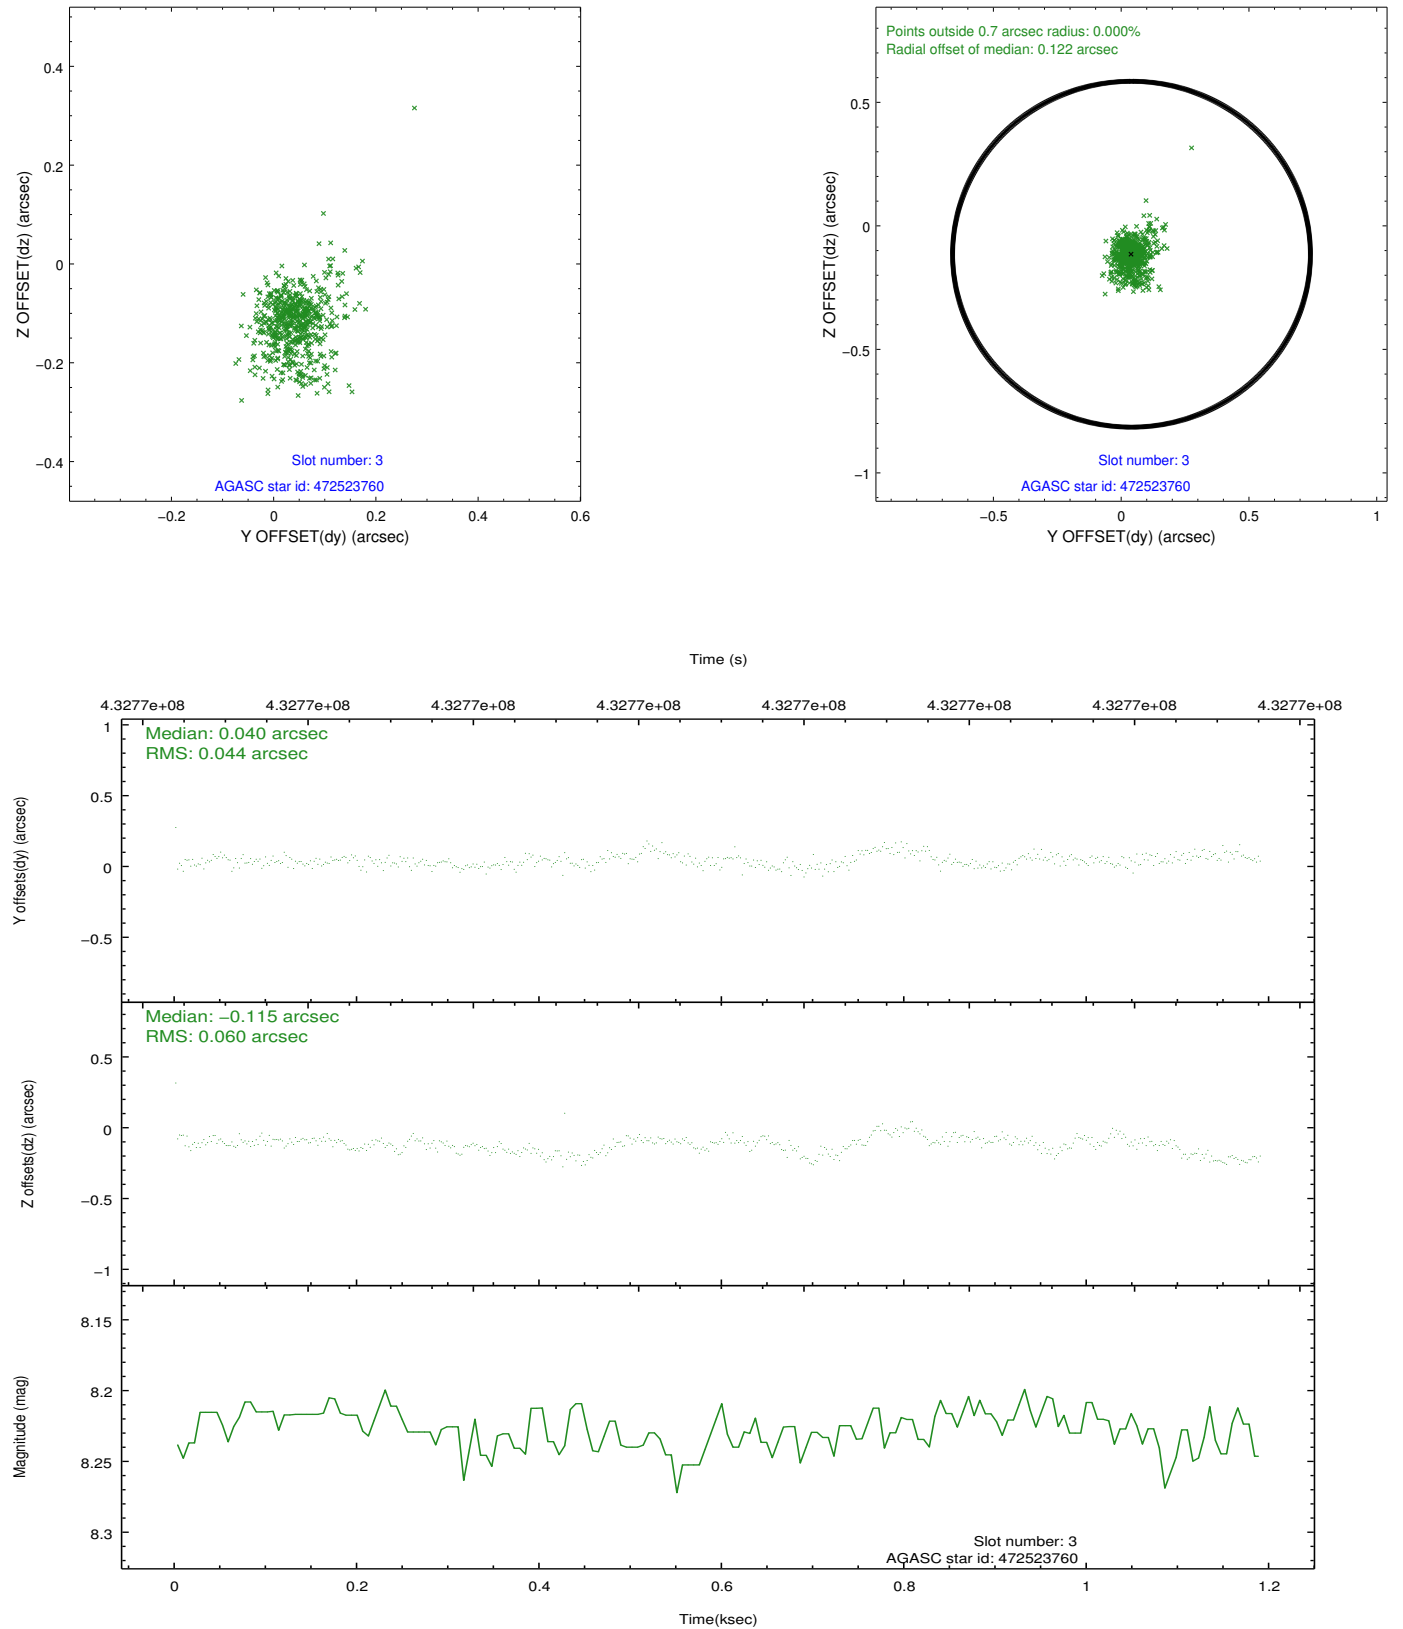 0.4
0.2
0
−0.2
−0.4
Z OFFSET(dz) (arcsec)
Slot number: 3
AGASC star id: 472523760
−0.2 0 0.2 0.4 0.6
Y OFFSET(dy) (arcsec)
Points outside 0.7 arcsec radius: 0.000%
Radial offset of median: 0.122 arcsec
0.5
0
−0.5
−1
Z OFFSET(dz) (arcsec)
Slot number: 3
AGASC star id: 472523760
−0.5 0 0.5 1
Y OFFSET(dy) (arcsec)
Time (s)
4.3277e+08 4.3277e+08 4.3277e+08 4.3277e+08 4.3277e+08 4.3277e+08 4.3277e+08 4.3277e+08
Median: 0.040 arcsec
RMS: 0.044 arcsec
1
0.5
0
−0.5
Y offsets(dy) (arcsec)
Median: −0.115 arcsec
RMS: 0.060 arcsec
0.5
0
−0.5
−1
Z offsets(dz) (arcsec)
8.15
8.2
8.25
8.3
Magnitude (mag)
Slot number: 3
AGASC star id: 472523760
0 0.2 0.4 0.6 0.8 1 1.2
Time(ksec)